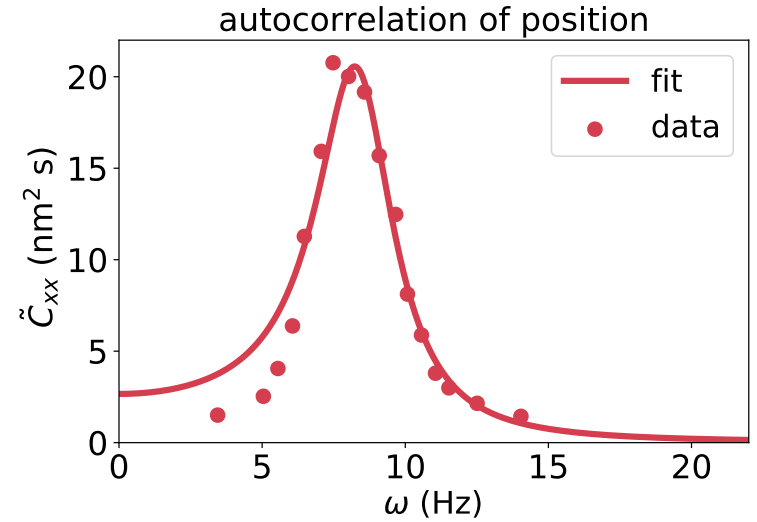 autocorrelation of position
fit
data
C̃ₓₓ (nm² s)
20
15
10
5
0
0 5 10 15 20
ω (Hz)